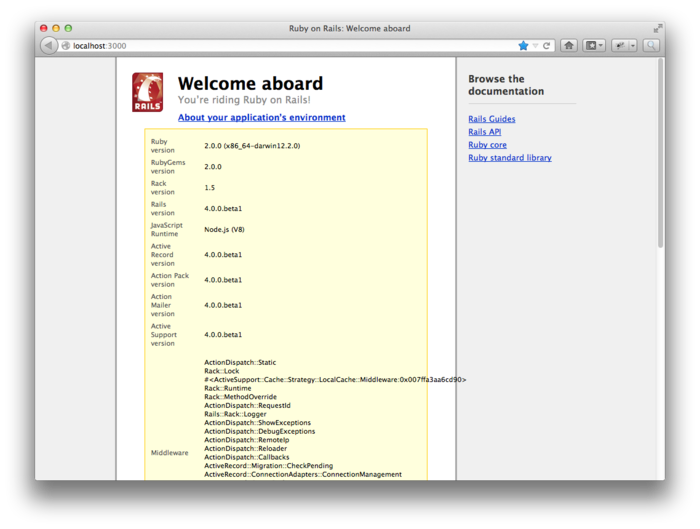 Ruby on Rails: Welcome aboard
localhost:3000
RAILS
Welcome aboard
You're riding Ruby on Rails!
About your application's environment
Ruby
version
2.0.0 (x86_64-darwin12.2.0)
RubyGems
version
2.0.0
Rack
version
1.5
Rails
version
4.0.0.beta1
JavaScript
Runtime
Node.js (V8)
Active
Record
version
4.0.0.beta1
Action Pack
version
4.0.0.beta1
Action
Mailer
version
4.0.0.beta1
Active
Support
version
4.0.0.beta1
Middleware
ActionDispatch::Static
Rack::Lock
#<ActiveSupport::Cache::Strategy::LocalCache::Middleware:0x007ffa3aa6cd90>
Rack::Runtime
Rack::MethodOverride
ActionDispatch::RequestId
Rails::Rack::Logger
ActionDispatch::ShowExceptions
ActionDispatch::DebugExceptions
ActionDispatch::RemoteIp
ActionDispatch::Reloader
ActionDispatch::Callbacks
ActiveRecord::Migration::CheckPending
ActiveRecord::ConnectionAdapters::ConnectionManagement
Browse the
documentation
Rails Guides
Rails API
Ruby core
Ruby standard library